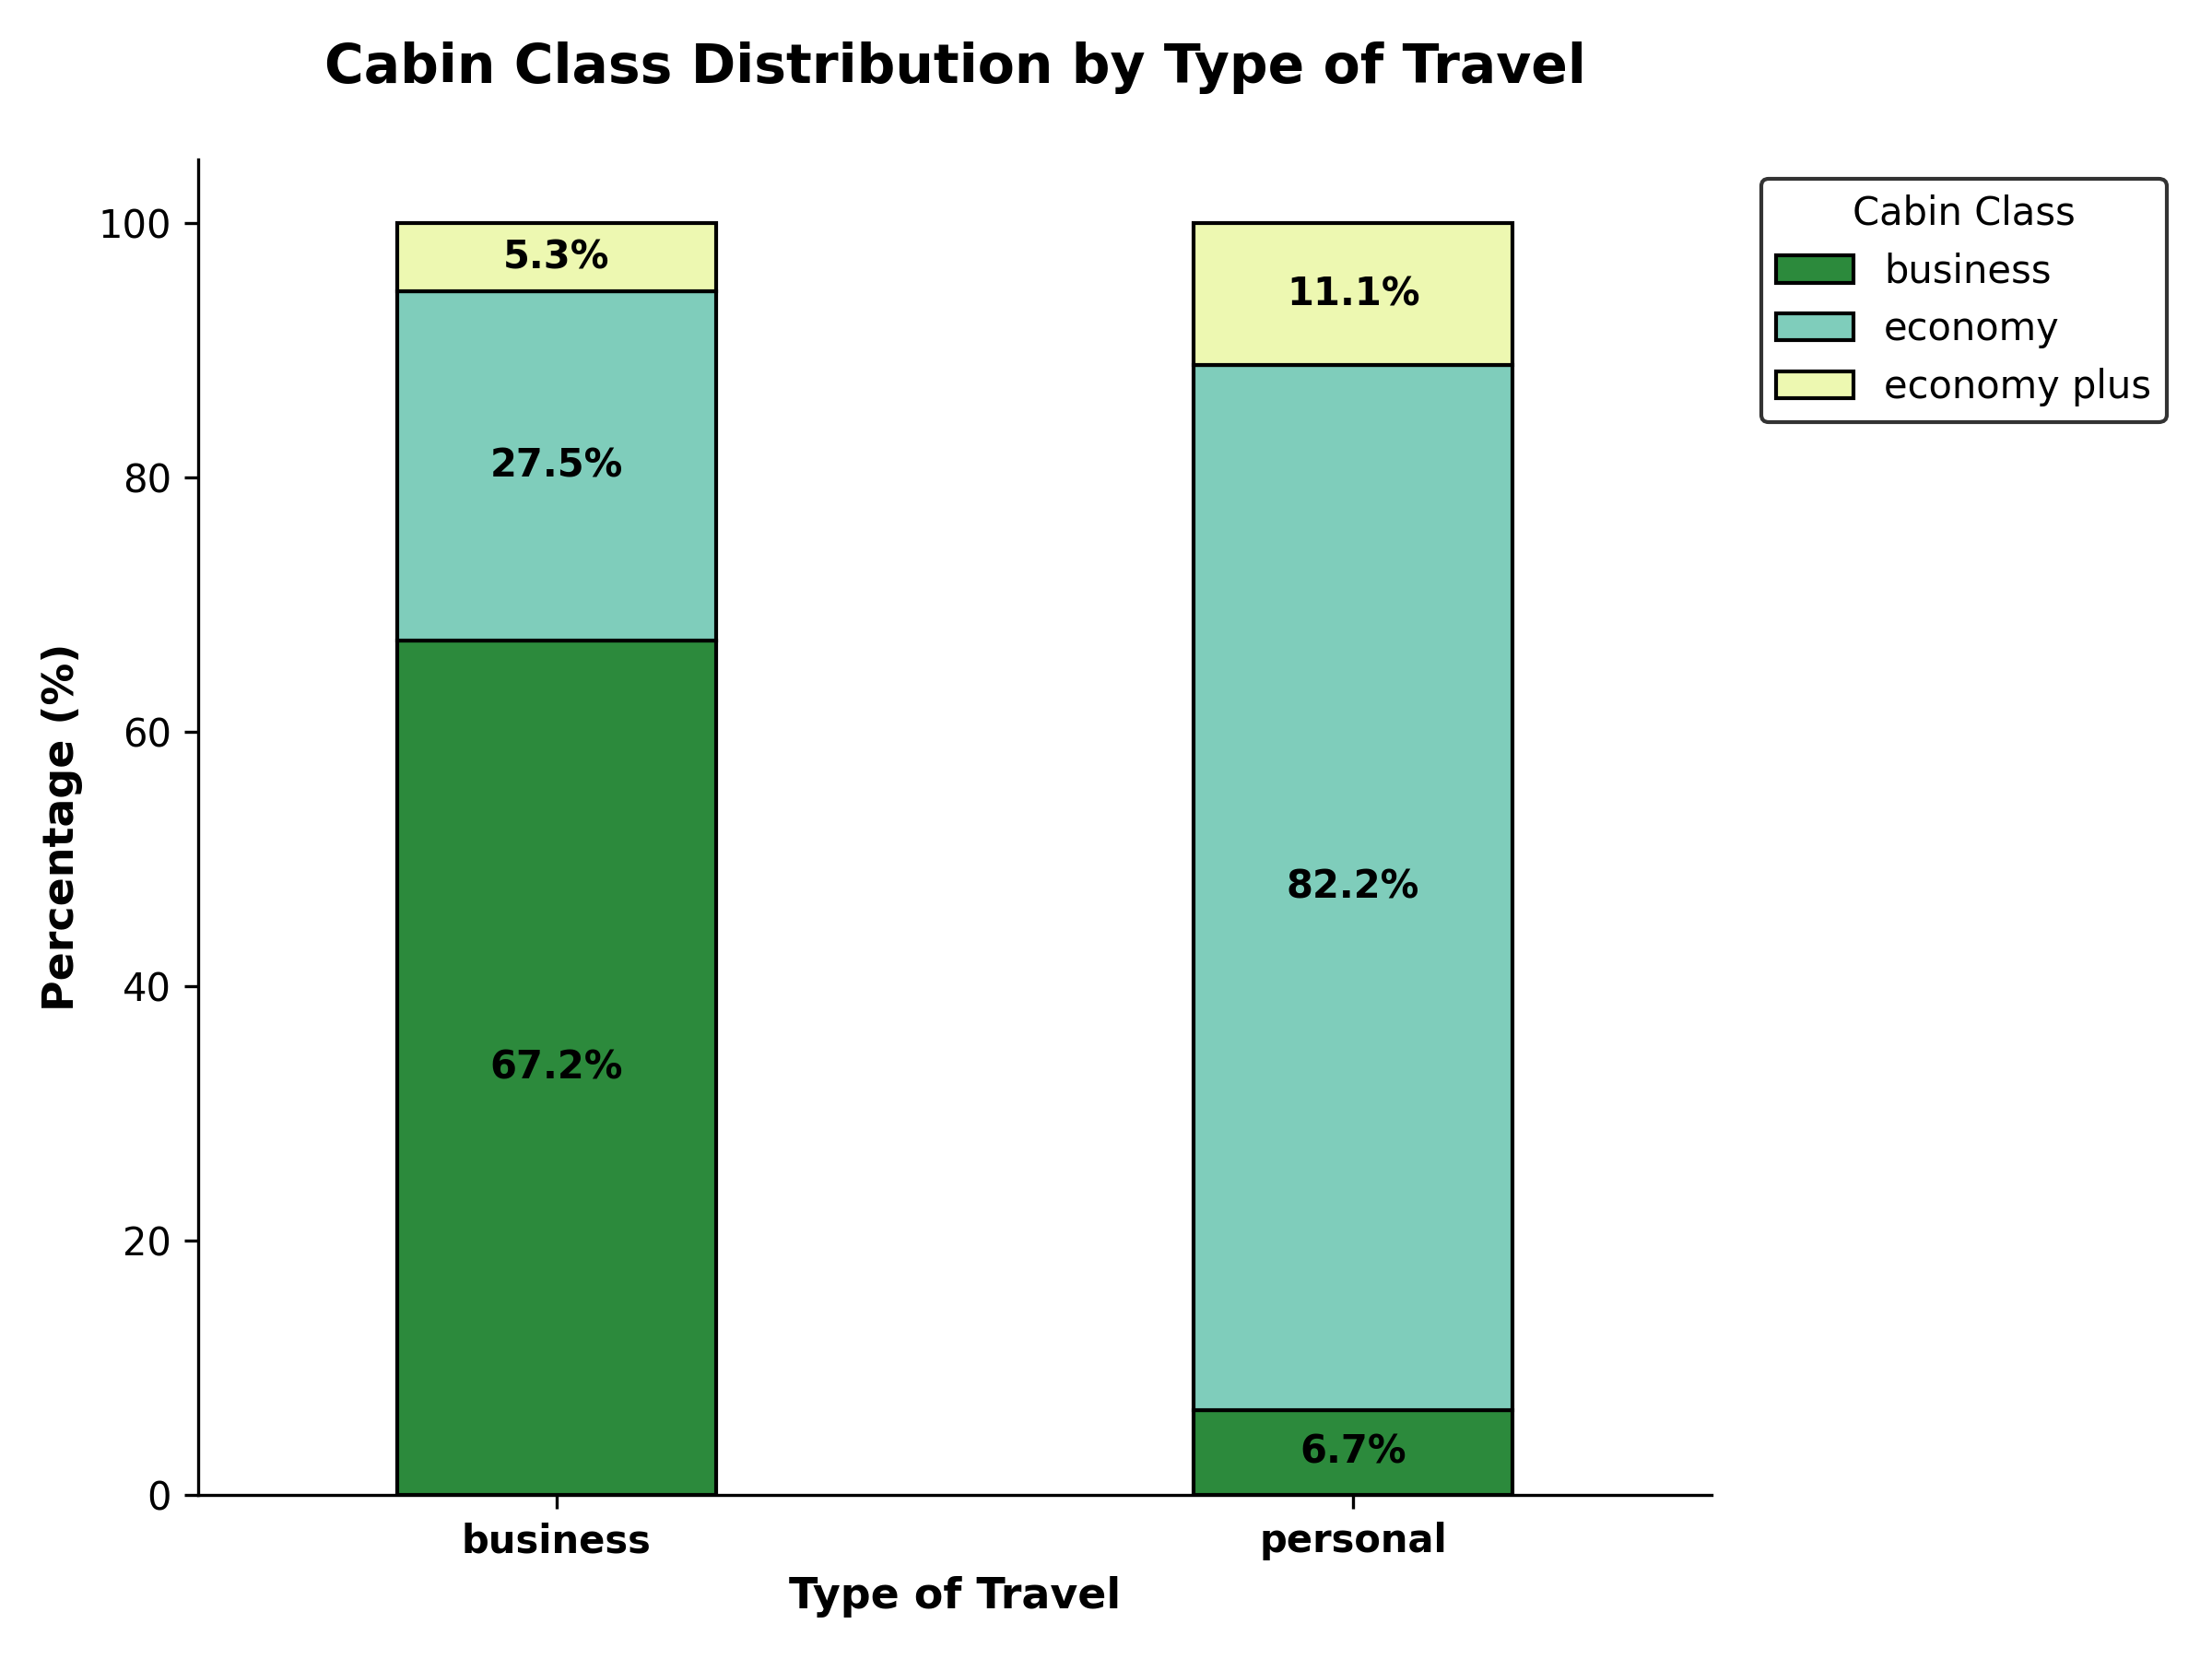 Cabin Class Distribution by Type of Travel
Cabin Class
business
economy
economy plus
Percentage (%)
100
80
60
40
20
0
5.3%
27.5%
67.2%
11.1%
82.2%
6.7%
business
personal
Type of Travel